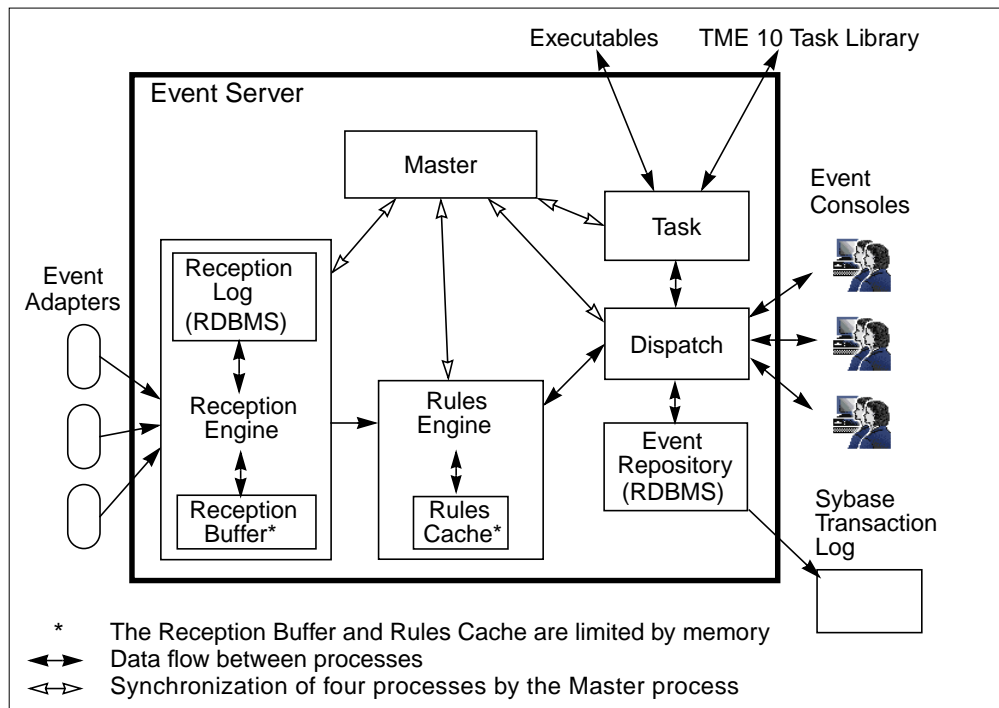 Executables
TME 10 Task Library
Event Server
Master
Task
Event
Consoles
Event
Adapters
Reception
Log
(RDBMS)
Dispatch
Reception
Engine
Rules
Engine
Event
Repository
(RDBMS)
Reception
Buffer*
Rules
Cache*
Sybase
Transaction
Log
* The Reception Buffer and Rules Cache are limited by memory
Data flow between processes
Synchronization of four processes by the Master process